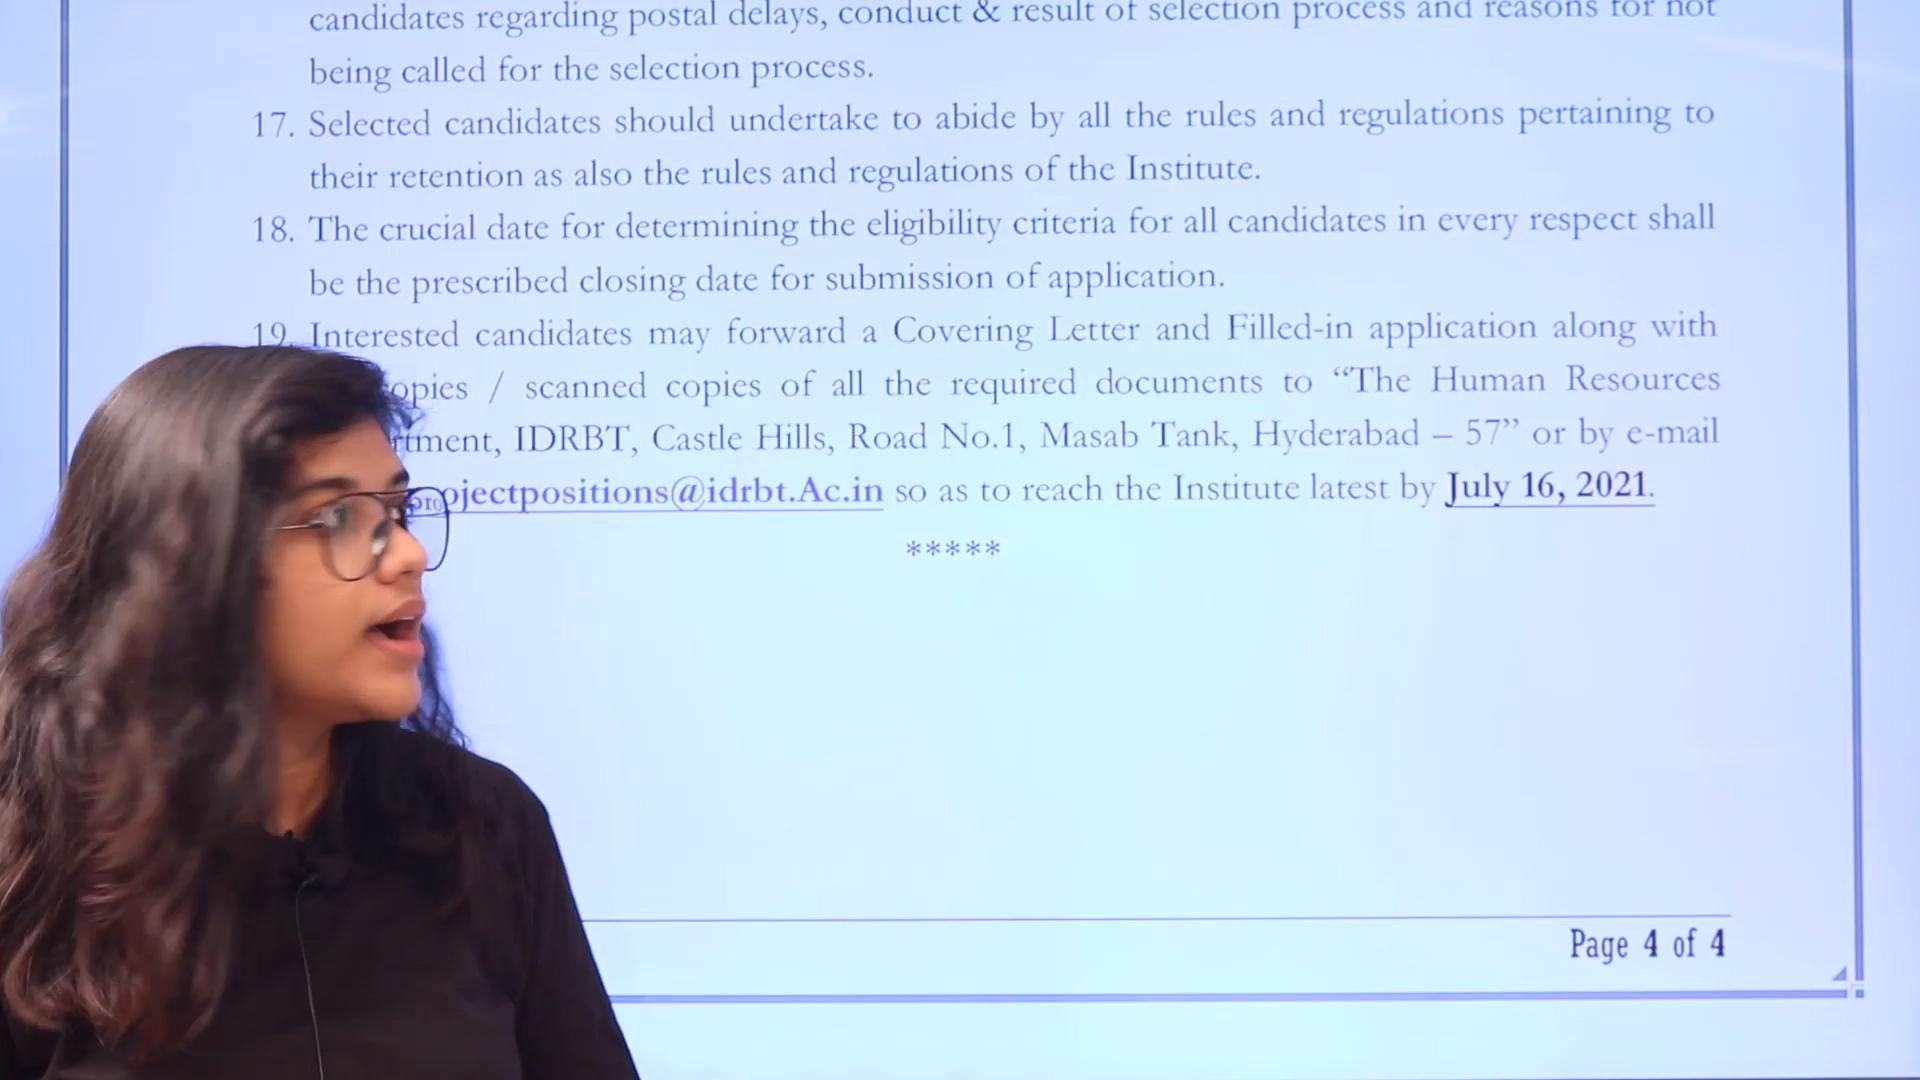 candidates regarding postal delays, conduct & result of selection process and reasons for not
being called for the selection process.
17. Selected candidates should undertake to abide by all the rules and regulations pertaining to
their retention as also the rules and regulations of the Institute.
18. The crucial date for determining the eligibility criteria for all candidates in every respect shall
be the prescribed closing date for submission of application.
19. Interested candidates may forward a Covering Letter and Filled-in application along with
opies / scanned copies of all the required documents to “The Human Resources
rtment, IDRBT, Castle Hills, Road No.1, Masab Tank, Hyderabad – 57” or by e-mail
projectpositions@idrbt.Ac.in so as to reach the Institute latest by July 16, 2021.
*****
Page 4 of 4